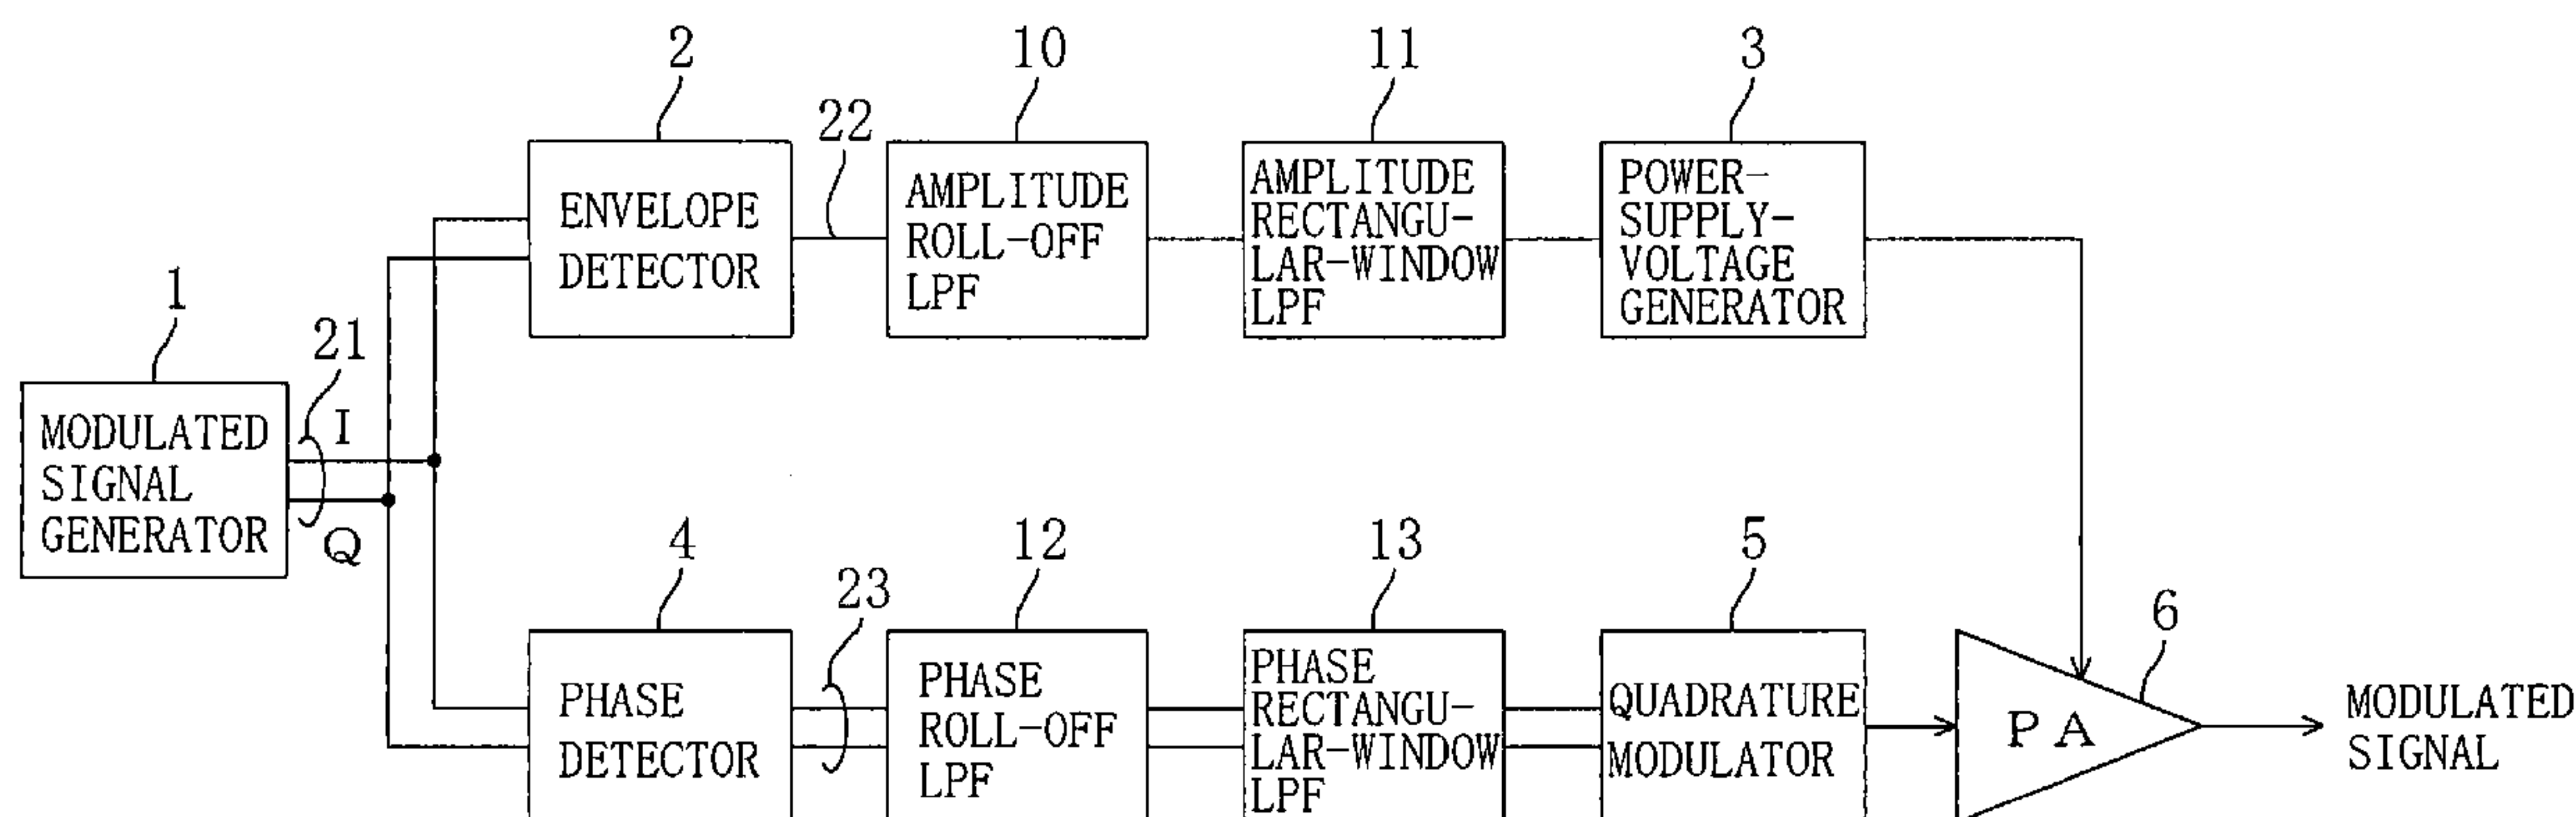 2
10
11
3
22
ENVELOPE
DETECTOR
AMPLITUDE
ROLL-OFF
LPF
AMPLITUDE
RECTANGU-
LAR-WINDOW
LPF
POWER-
SUPPLY-
VOLTAGE
GENERATOR
1
21
I
Q
MODULATED
SIGNAL
GENERATOR
4
23
12
13
5
6
PHASE
DETECTOR
PHASE
ROLL-OFF
LPF
PHASE
RECTANGU-
LAR-WINDOW
LPF
QUADRATURE
MODULATOR
PA
MODULATED
SIGNAL